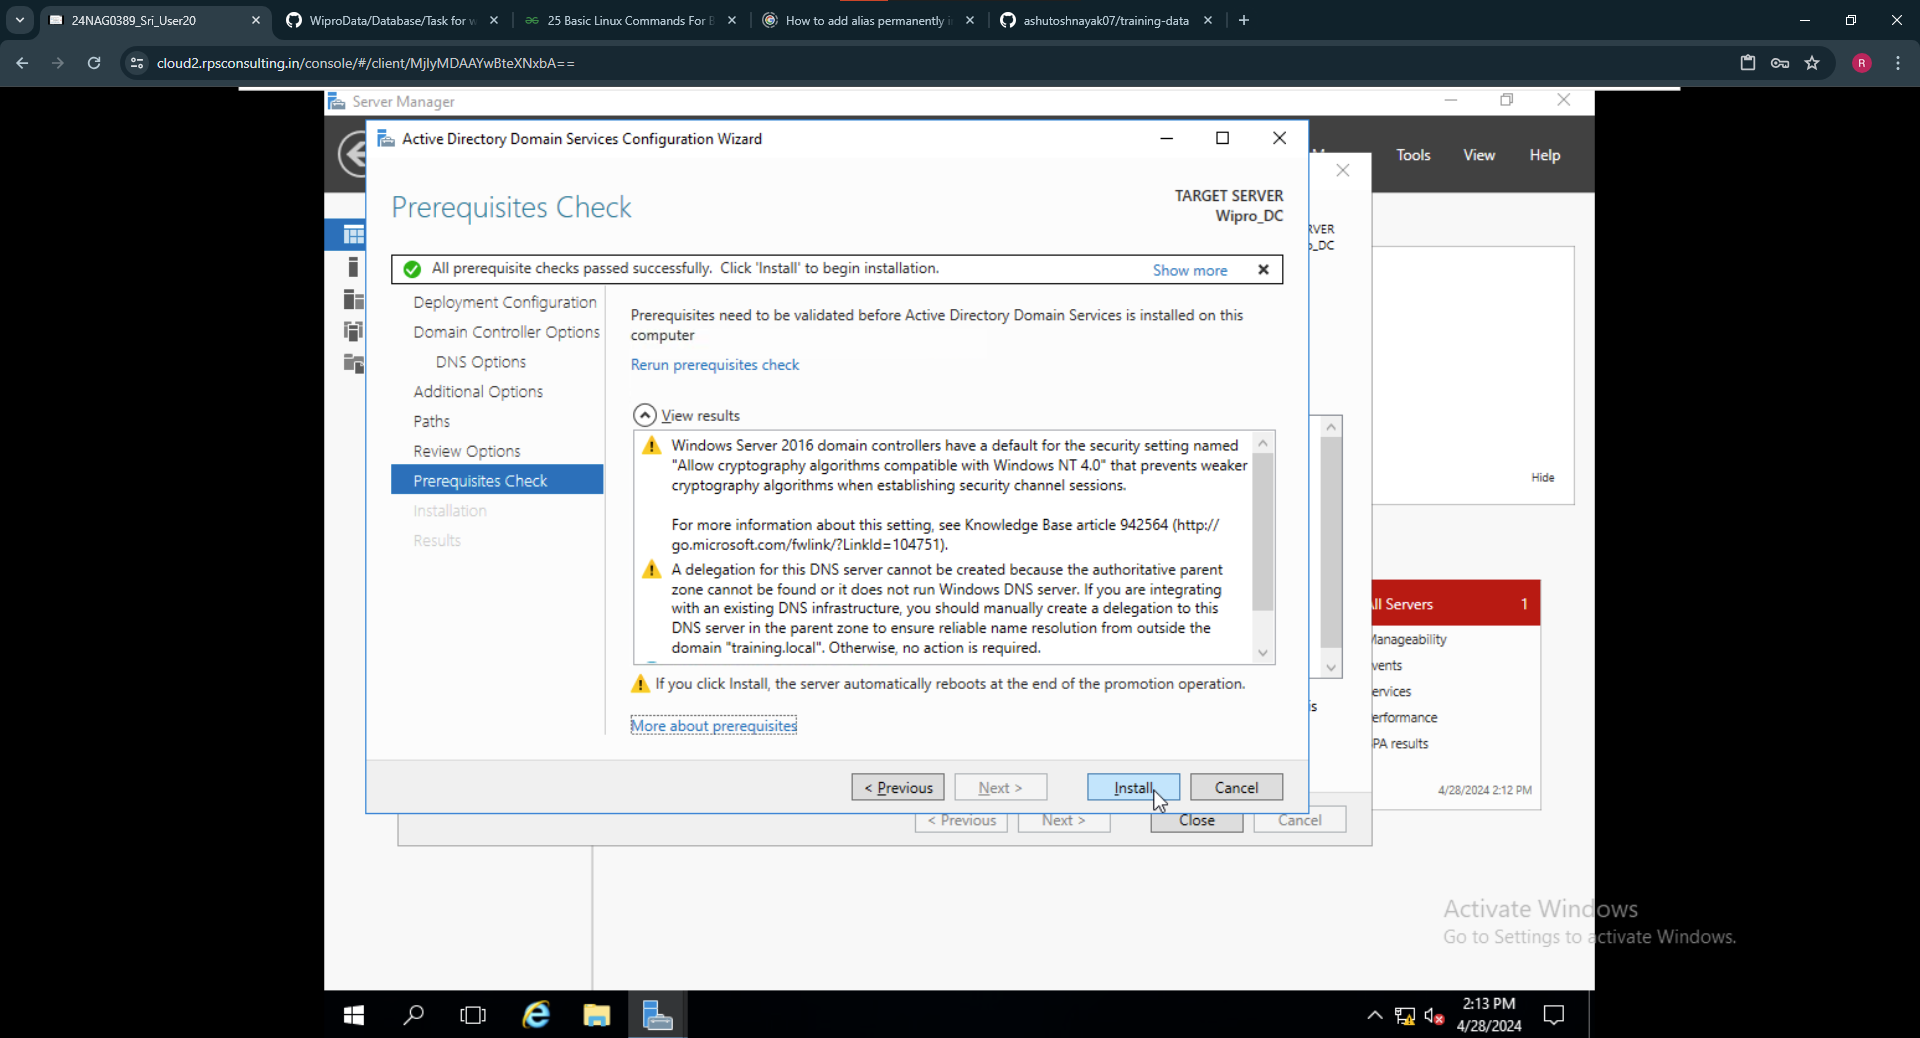 24NAG0389_Sri_User20
WiproData/Database/Task for w
25 Basic Linux Commands For B
How to add alias permanently i
ashutoshnayak07/training-data
cloud2.rpsconsulting.in/console/#/client/MjIyMDAAYwBteXNxbA==
R
Server Manager
Tools
View
Help
Active Directory Domain Services Configuration Wizard
Prerequisites Check
TARGET SERVER
Wipro_DC
RVER
o_DC
All prerequisite checks passed successfully. Click 'Install' to begin installation.
Show more
Deployment Configuration
Domain Controller Options
DNS Options
Additional Options
Paths
Review Options
Prerequisites Check
Installation
Results
Prerequisites need to be validated before Active Directory Domain Services is installed on this
computer
Rerun prerequisites check
View results
Windows Server 2016 domain controllers have a default for the security setting named
"Allow cryptography algorithms compatible with Windows NT 4.0" that prevents weaker
cryptography algorithms when establishing security channel sessions.
For more information about this setting, see Knowledge Base article 942564 (http://
go.microsoft.com/fwlink/?LinkId=104751).
A delegation for this DNS server cannot be created because the authoritative parent
zone cannot be found or it does not run Windows DNS server. If you are integrating
with an existing DNS infrastructure, you should manually create a delegation to this
DNS server in the parent zone to ensure reliable name resolution from outside the
domain "training.local". Otherwise, no action is required.
If you click Install, the server automatically reboots at the end of the promotion operation.
More about prerequisites
< Previous
Next >
Install
Cancel
is
< Previous
Next >
Close
Cancel
Hide
All Servers 1
Manageability
vents
ervices
erformance
PA results
4/28/2024 2:12 PM
Activate Windows
Go to Settings to activate Windows.
2:13 PM
4/28/2024